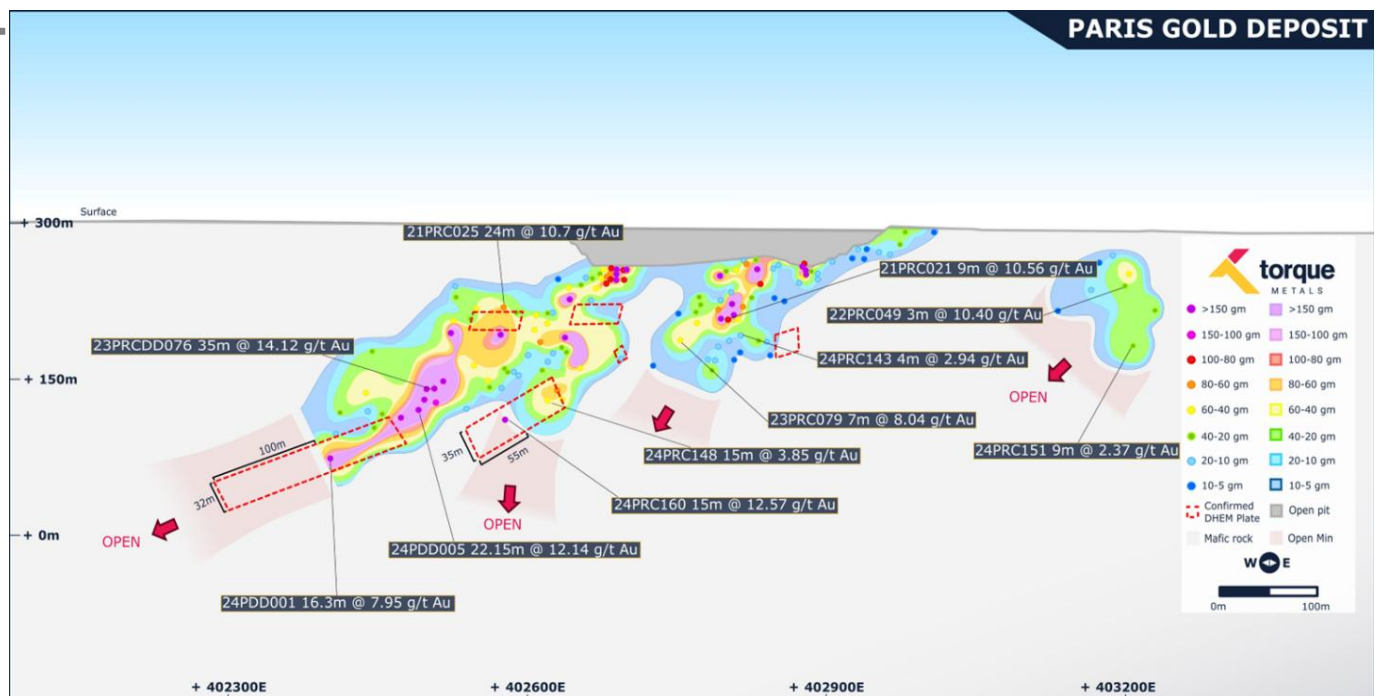 PARIS GOLD DEPOSIT
+ 300m
Surface
21PRC025 24m @ 10.7 g/t Au
21PRC021 9m @ 10.56 g/t Au
22PRC049 3m @ 10.40 g/t Au
23PRCDD076 35m @ 14.12 g/t Au
24PRC143 4m @ 2.94 g/t Au
+ 150m
OPEN
23PRC079 7m @ 8.04 g/t Au
100m
35m
55m
24PRC148 15m @ 3.85 g/t Au
24PRC151 9m @ 2.37 g/t Au
32m
24PRC160 15m @ 12.57 g/t Au
OPEN
OPEN
+ 0m
24PDD005 22.15m @ 12.14 g/t Au
24PDD001 16.3m @ 7.95 g/t Au
+ 402300E
+ 402600E
+ 402900E
+ 403200E
torque
METALS
>150 gm
>150 gm
150-100 gm
150-100 gm
100-80 gm
100-80 gm
80-60 gm
80-60 gm
60-40 gm
60-40 gm
40-20 gm
40-20 gm
20-10 gm
20-10 gm
10-5 gm
10-5 gm
Confirmed
DHEM Plate
Open pit
Mafic rock
Open Min
W E
0m
100m